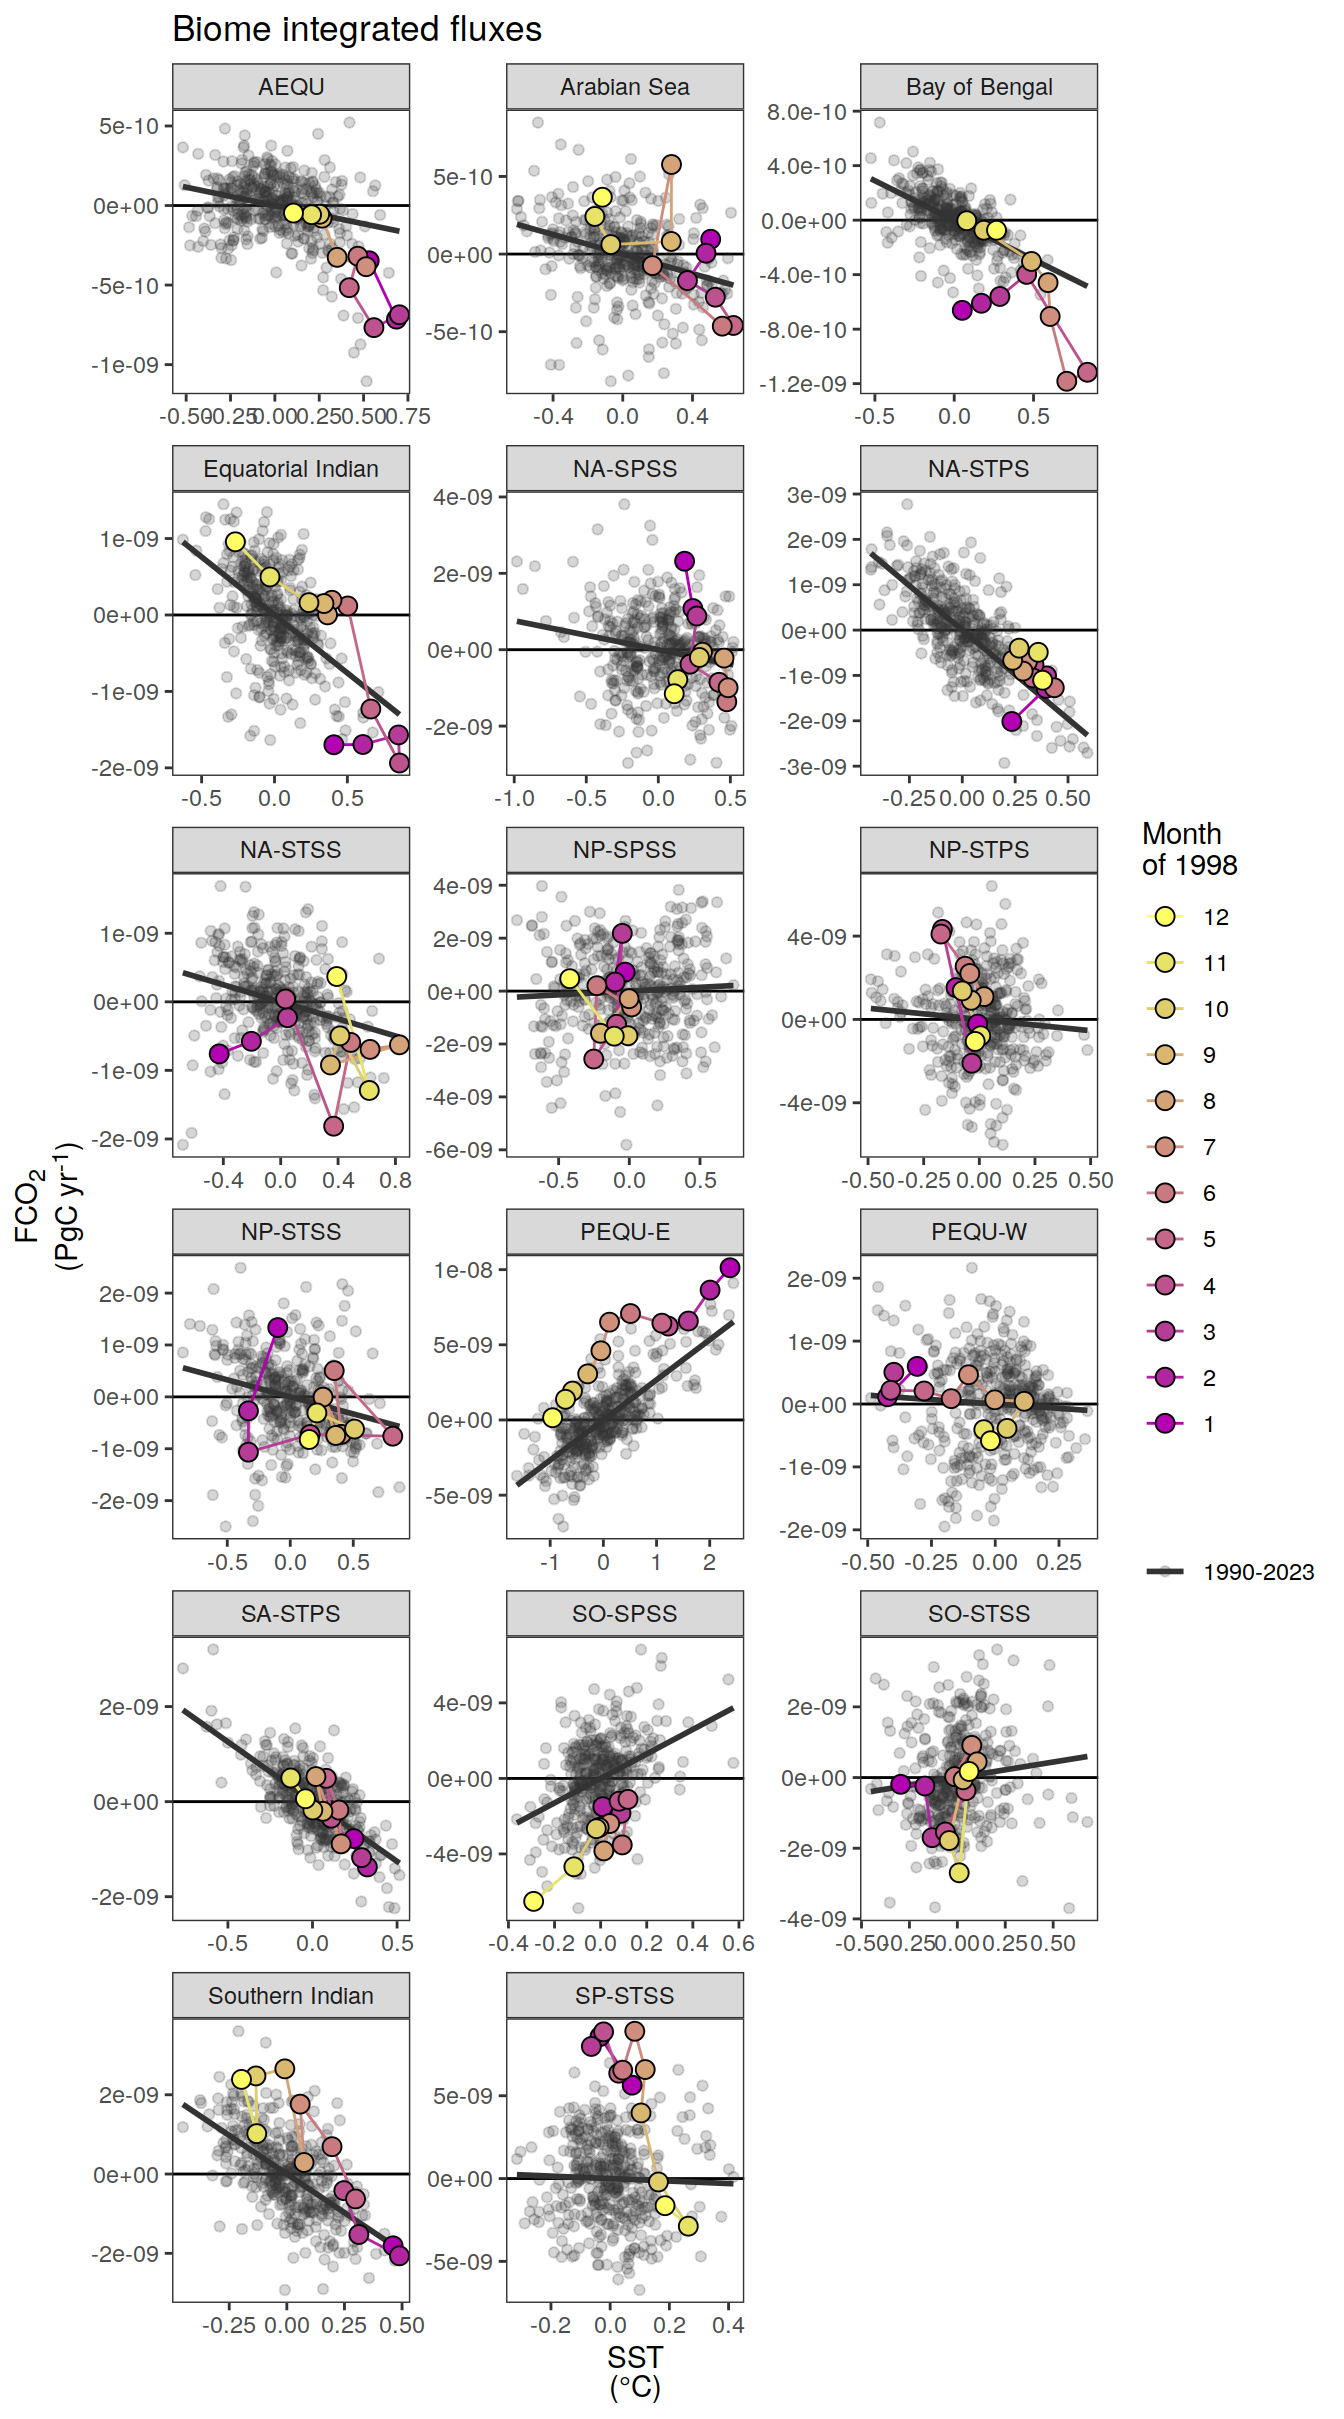 Biome integrated fluxes
AEQU
Arabian Sea
Bay of Bengal
5e-10
0e+00
-5e-10
-1e-09
-0.50
-0.25
0.00
0.25
0.50
0.75
5e-10
0e+00
-5e-10
-0.4
0.0
0.4
8.0e-10
4.0e-10
0.0e+00
-4.0e-10
-8.0e-10
-1.2e-09
-0.5
0.0
0.5
Equatorial Indian
NA-SPSS
NA-STPS
1e-09
0e+00
-1e-09
-2e-09
-0.5
0.0
0.5
4e-09
2e-09
0e+00
-2e-09
-1.0
-0.5
0.0
0.5
3e-09
2e-09
1e-09
0e+00
-1e-09
-2e-09
-3e-09
-0.25
0.00
0.25
0.50
NA-STSS
NP-SPSS
NP-STPS
1e-09
0e+00
-1e-09
-2e-09
-0.4
0.0
0.4
0.8
4e-09
2e-09
0e+00
-2e-09
-4e-09
-6e-09
-0.5
0.0
0.5
4e-09
0e+00
-4e-09
-0.50
-0.25
0.00
0.25
0.50
NP-STSS
PEQU-E
PEQU-W
2e-09
1e-09
0e+00
-1e-09
-2e-09
-0.5
0.0
0.5
1e-08
5e-09
0e+00
-5e-09
-1
0
1
2
2e-09
1e-09
0e+00
-1e-09
-2e-09
-0.50
-0.25
0.00
0.25
SA-STPS
SO-SPSS
SO-STSS
2e-09
0e+00
-2e-09
-0.5
0.0
0.5
4e-09
0e+00
-4e-09
-0.4
-0.2
0.0
0.2
0.4
0.6
2e-09
0e+00
-2e-09
-4e-09
-0.50
-0.25
0.00
0.25
0.50
Southern Indian
SP-STSS
2e-09
0e+00
-2e-09
-0.25
0.00
0.25
0.50
5e-09
0e+00
-5e-09
-0.2
0.0
0.2
0.4
SST
(°C)
FCO₂
(PgC yr⁻¹)
Month
of 1998
12
11
10
9
8
7
6
5
4
3
2
1
1990-2023